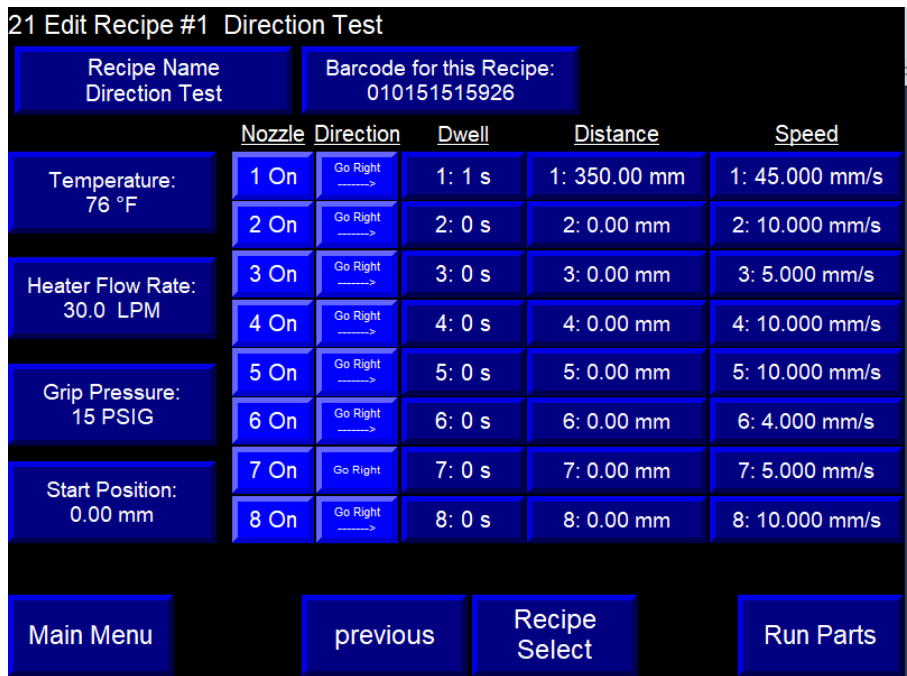 21 Edit Recipe #1 Direction Test
Recipe Name
Direction Test
Barcode for this Recipe:
010151515926
Nozzle Direction Dwell Distance Speed
Temperature:
76 °F
Heater Flow Rate:
30.0 LPM
Grip Pressure:
15 PSIG
Start Position:
0.00 mm
1 On Go Right -------> 1: 1 s 1: 350.00 mm 1: 45.000 mm/s
2 On Go Right -------> 2: 0 s 2: 0.00 mm 2: 10.000 mm/s
3 On Go Right -------> 3: 0 s 3: 0.00 mm 3: 5.000 mm/s
4 On Go Right -------> 4: 0 s 4: 0.00 mm 4: 10.000 mm/s
5 On Go Right -------> 5: 0 s 5: 0.00 mm 5: 10.000 mm/s
6 On Go Right -------> 6: 0 s 6: 0.00 mm 6: 4.000 mm/s
7 On Go Right 7: 0 s 7: 0.00 mm 7: 5.000 mm/s
8 On Go Right -------> 8: 0 s 8: 0.00 mm 8: 10.000 mm/s
Main Menu
previous
Recipe
Select
Run Parts